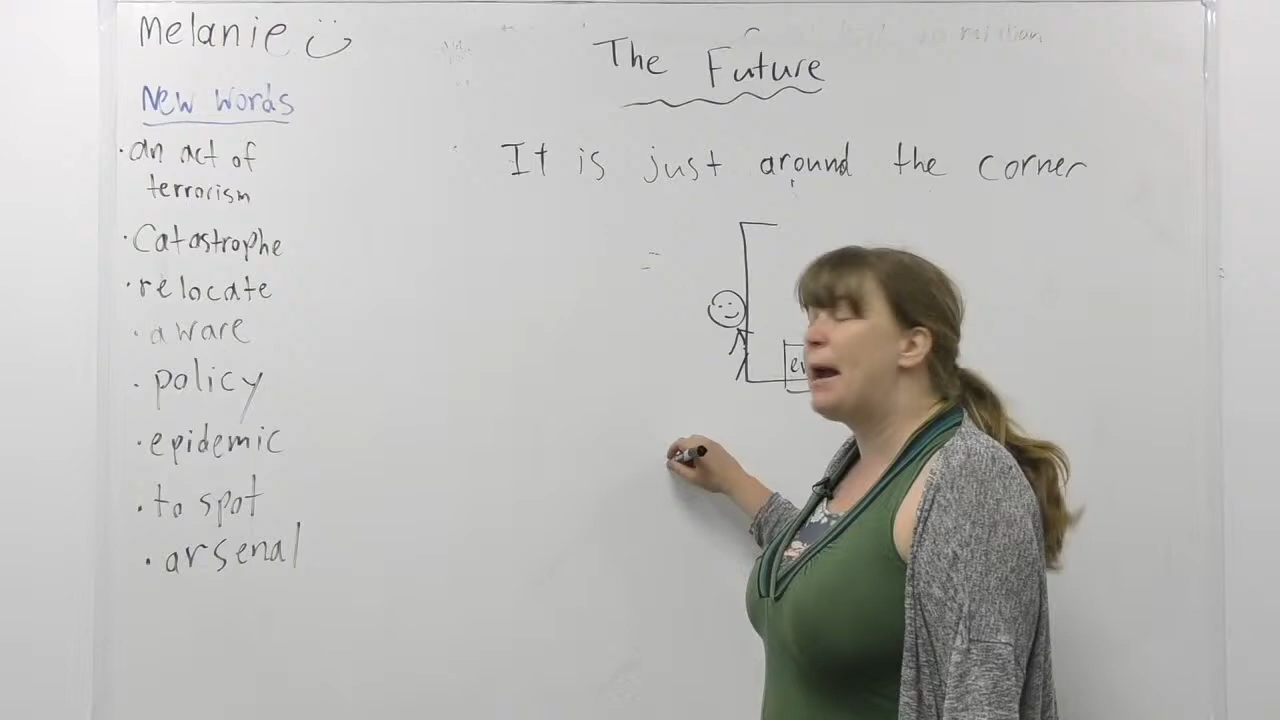 Melanie
New words
· an act of
terrorism
· Catastrophe
· relocate
· aware
· policy
· epidemic
· to spot
· arsenal
The Future
It is just around the corner